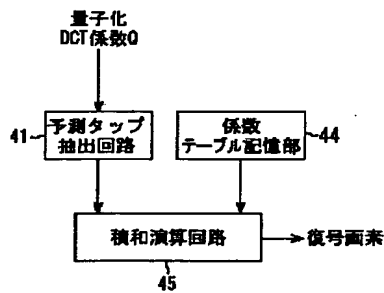 量子化
DCT係数Q
41
予測タップ
抽出回路
係数
テーブル記憶部
44
積和演算回路
復号画素
45